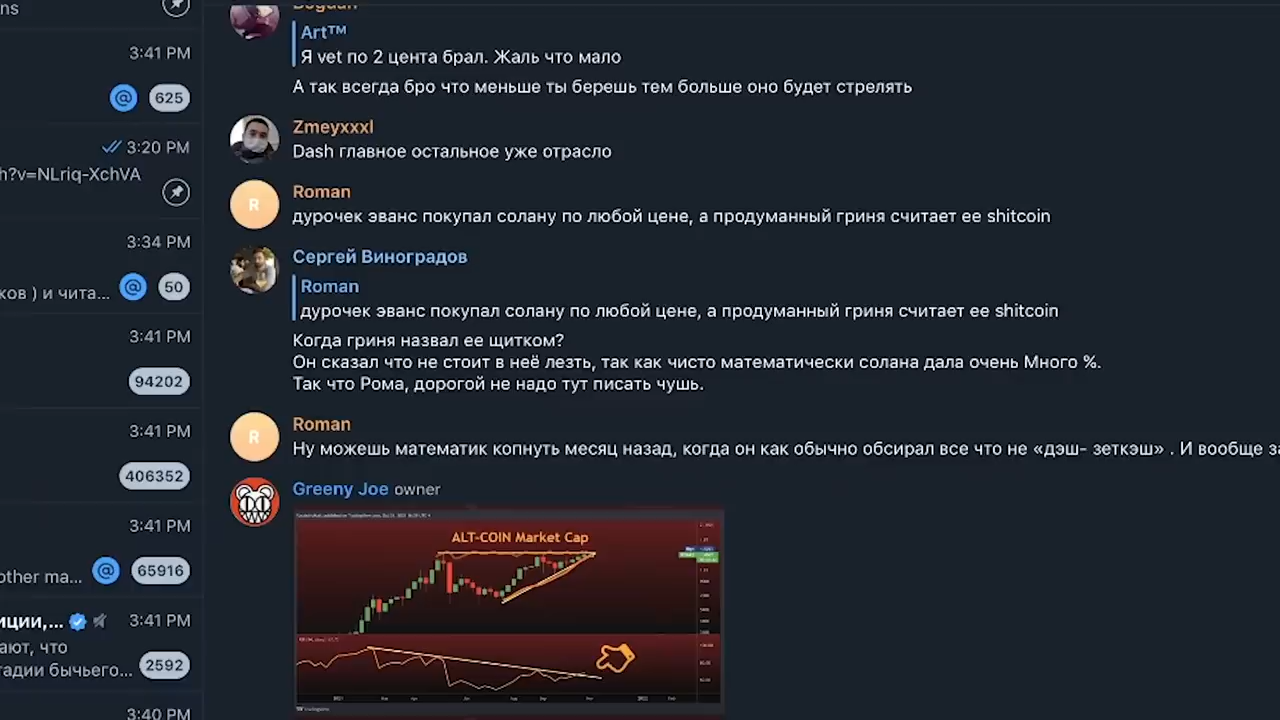 ns
3:41 PM
@ 625
3:20 PM
h?v=NLriq-XchVA
3:34 PM
ков ) и чита... @ 50
3:41 PM
94202
3:41 PM
406352
3:41 PM
other ma... @ 65916
иции,... 3:41 PM
ают, что
тадии бычьего... 2592
3:40 PM
Bogdan
Art™
Я vet по 2 цента брал. Жаль что мало
А так всегда бро что меньше ты берешь тем больше оно будет стрелять
Zmeyxxxl
Dash главное остальное уже отрасло
R
Roman
дурочек эванс покупал солану по любой цене, а продуманный гриня считает ее shitcoin
Сергей Виноградов
Roman
дурочек эванс покупал солану по любой цене, а продуманный гриня считает ее shitcoin
Когда гриня назвал ее щитком?
Он сказал что не стоит в неё лезть, так как чисто математически солана дала очень Много %.
Так что Рома, дорогой не надо тут писать чушь.
R
Roman
Ну можешь математик копнуть месяц назад, когда он как обычно обсирал все что не «дэш- зеткэш» . И вообще за
Greeny Joe owner
ALT-COIN Market Cap